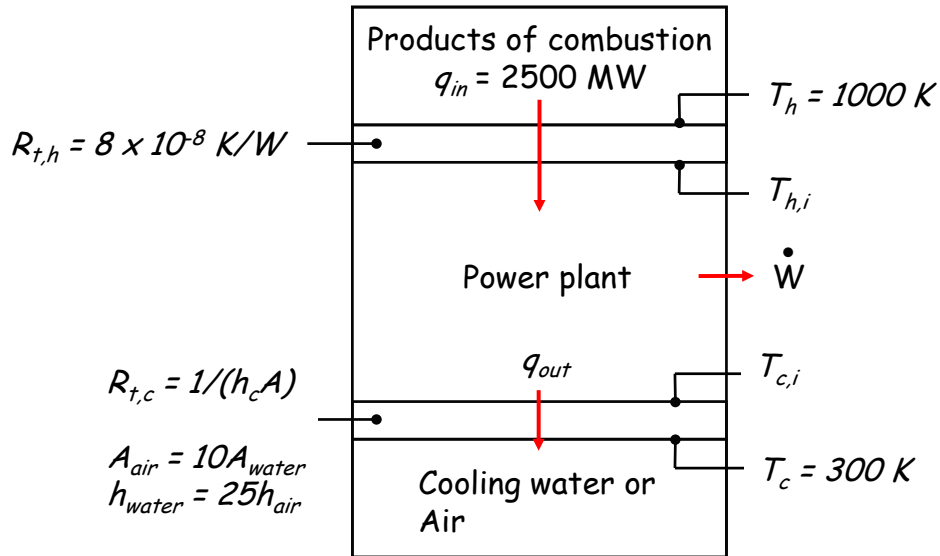 Products of combustion
q_in = 2500 MW
T_h = 1000 K
R_t,h = 8 x 10⁻⁸ K/W
T_h,i
Power plant
Ẇ
q_out
T_c,i
R_t,c = 1/(h_cA)
A_air = 10A_water
h_water = 25h_air
T_c = 300 K
Cooling water or
Air